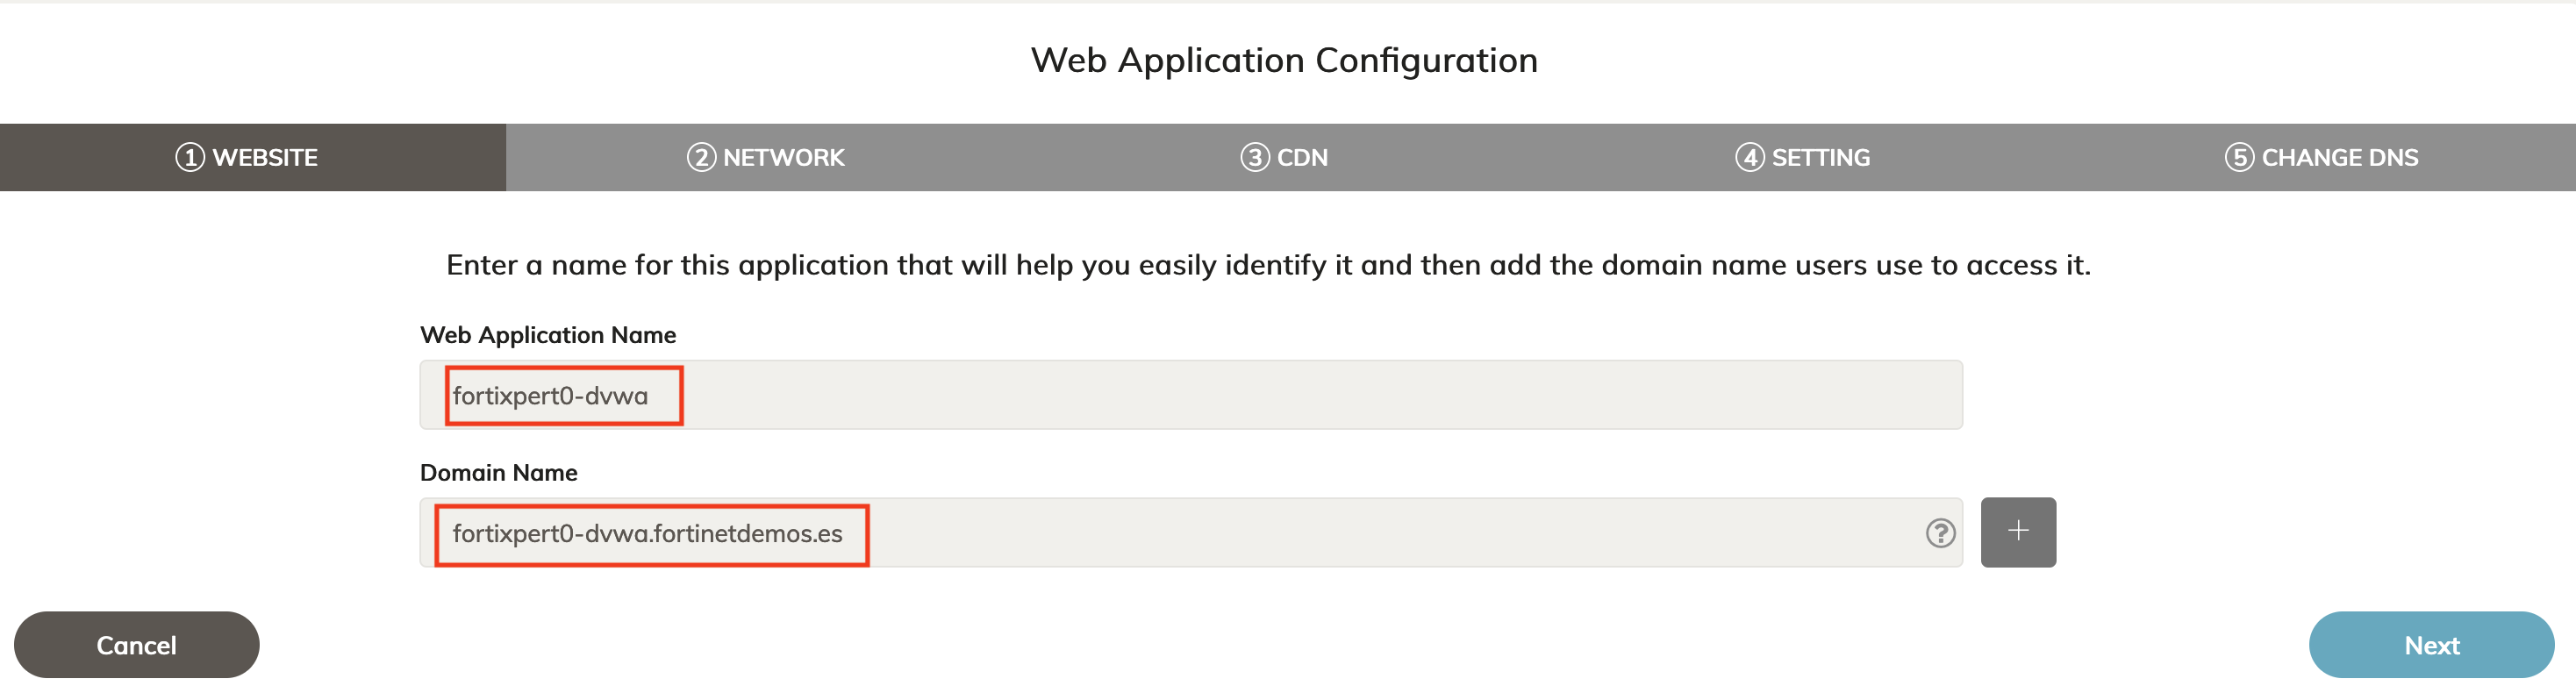 Web Application Configuration
1 WEBSITE 2 NETWORK 3 CDN 4 SETTING 5 CHANGE DNS
Enter a name for this application that will help you easily identify it and then add the domain name users use to access it.
Web Application Name
fortixpert0-dvwa
Domain Name
fortixpert0-dvwa.fortinetdemos.es ? +
Cancel Next